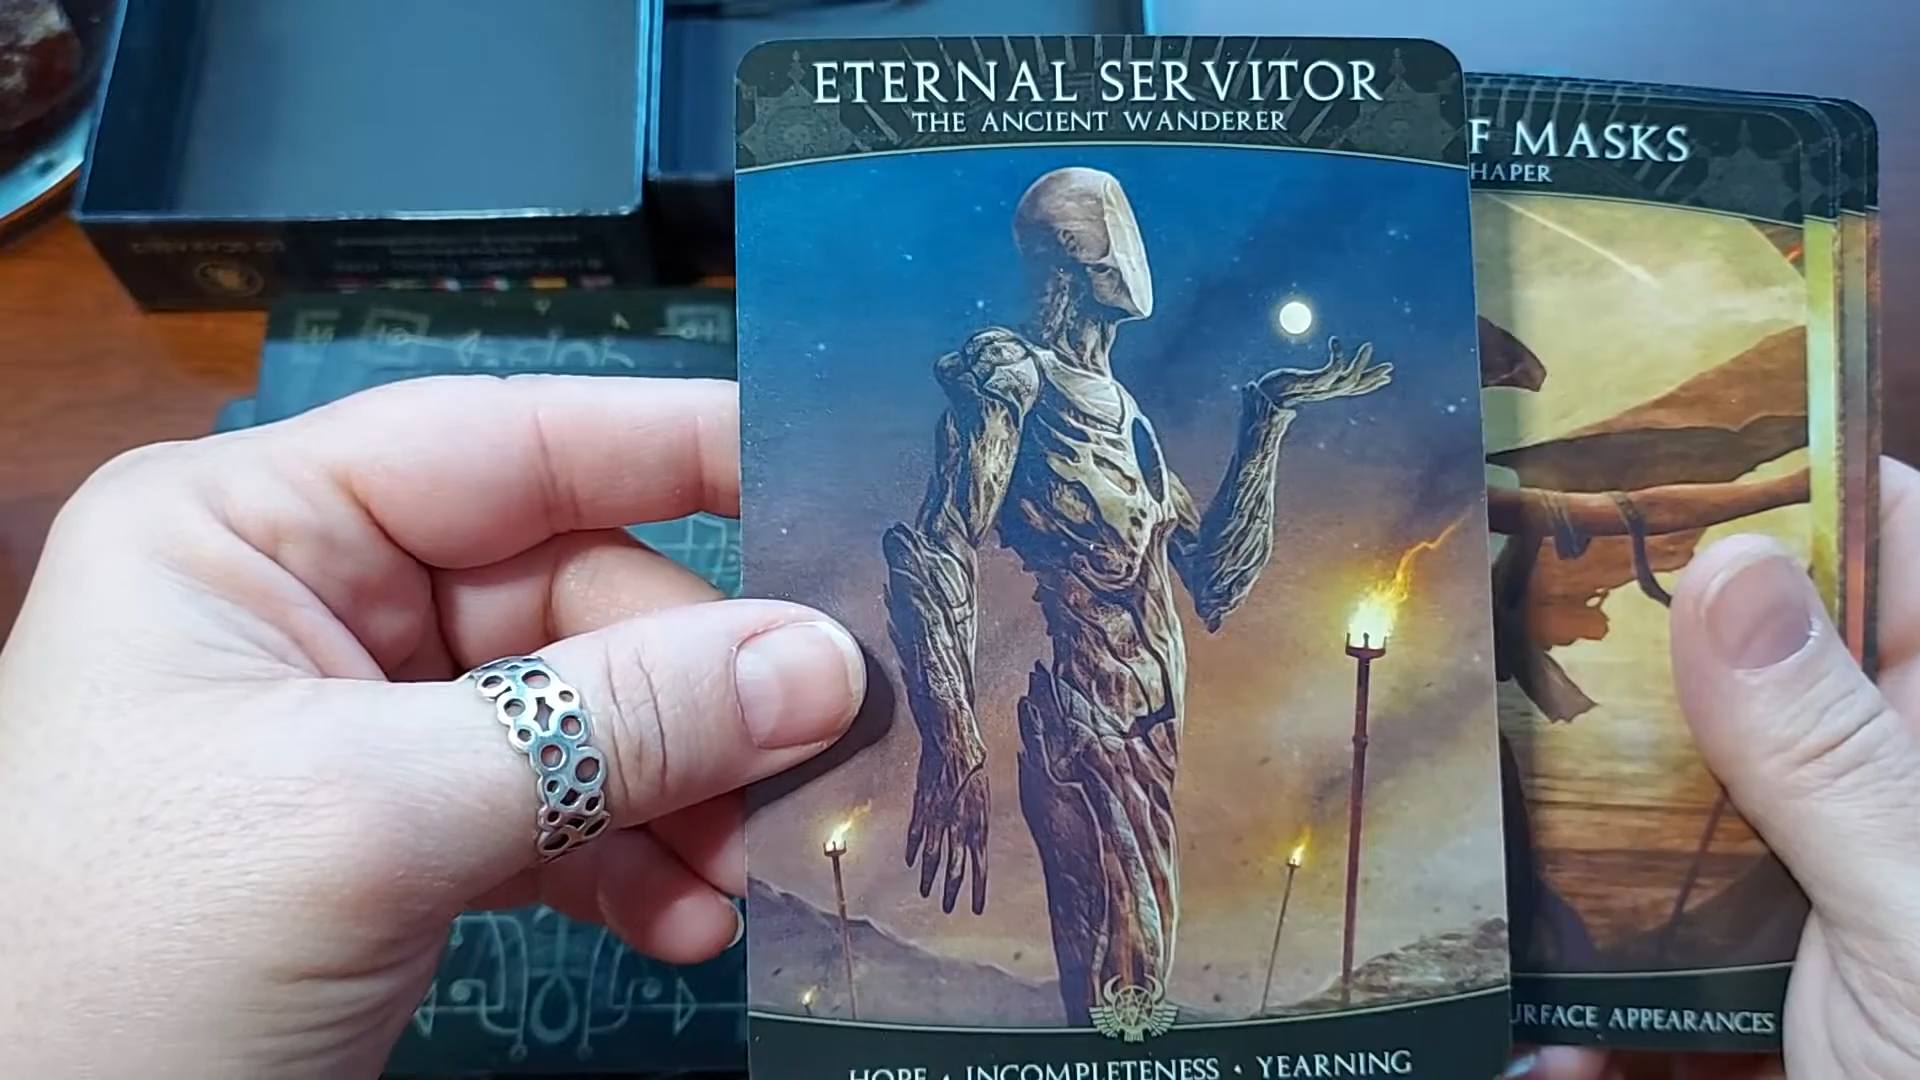 ETERNAL SERVITOR
THE ANCIENT WANDERER
F MASKS
HAPER
HOPE • INCOMPLETENESS • YEARNING
URFACE APPEARANCES